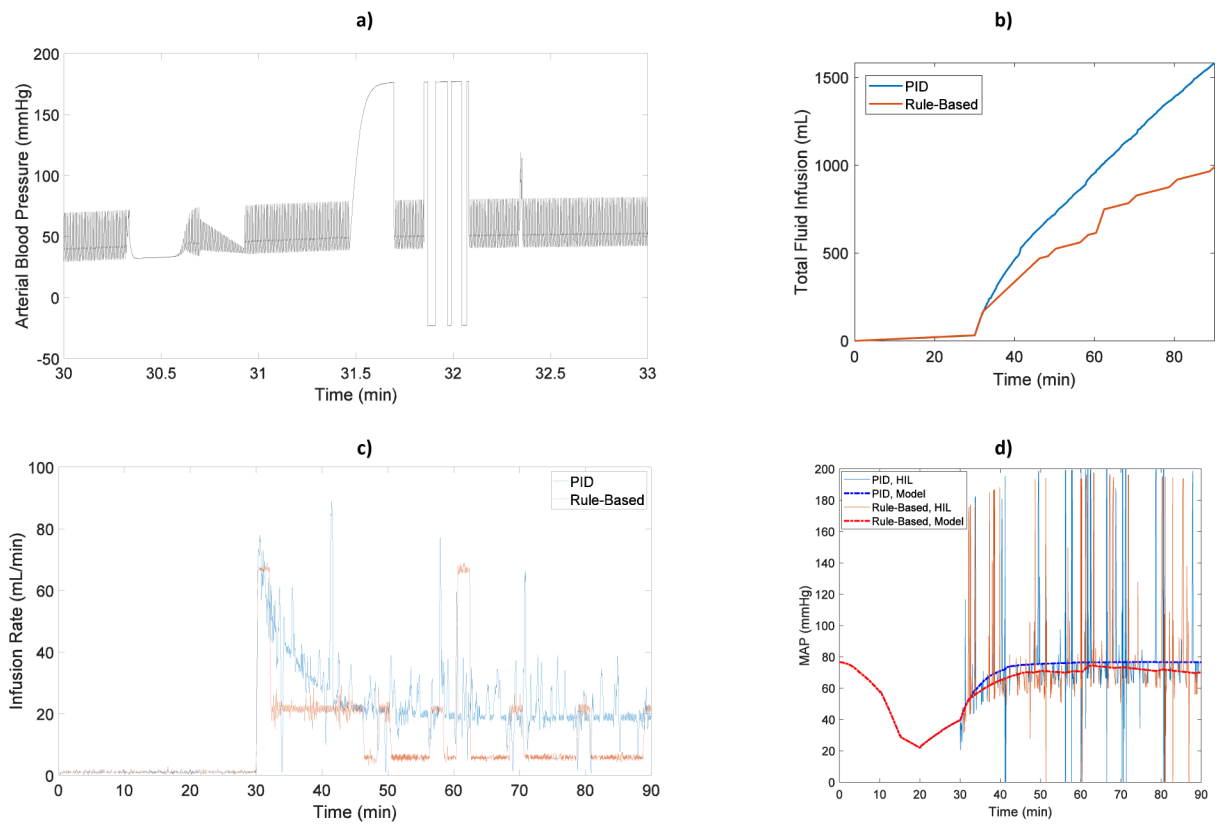 a)
200
150
100
50
0
-50
30
30.5
31
31.5
32
32.5
33
Arterial Blood Pressure (mmHg)
Time (min)
b)
PID
Rule-Based
1500
1000
500
0
0
20
40
60
80
Total Fluid Infusion (mL)
Time (min)
c)
PID
Rule-Based
100
80
60
40
20
0
0
10
20
30
40
50
60
70
80
90
Infusion Rate (mL/min)
Time (min)
d)
PID, HIL
PID, Model
Rule-Based, HIL
Rule-Based, Model
200
180
160
140
120
100
80
60
40
20
0
0
10
20
30
40
50
60
70
80
90
MAP (mmHg)
Time (min)